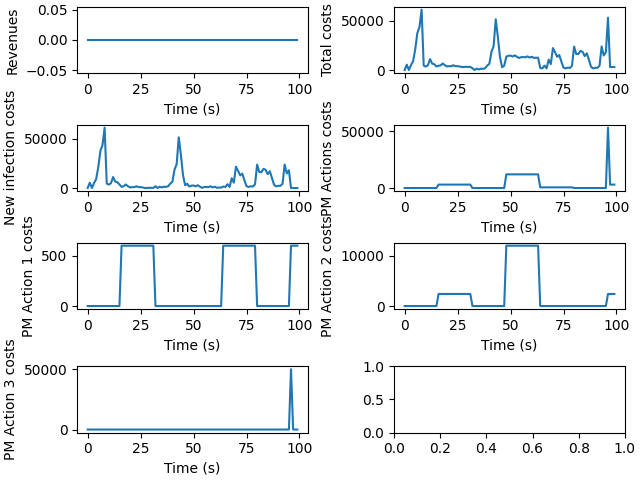 Revenues
0.05
0.00
−0.05
0 25 50 75 100
Time (s)
Total costs
50000
0
0 25 50 75 100
Time (s)
New infection costs
50000
0
0 25 50 75 100
Time (s)
PM Actions costs
50000
0
0 25 50 75 100
Time (s)
PM Action 1 costs
500
0
0 25 50 75 100
Time (s)
PM Action 2 costs
10000
0
0 25 50 75 100
Time (s)
PM Action 3 costs
50000
0
0 25 50 75 100
Time (s)
1.0
0.5
0.0
0.0 0.2 0.4 0.6 0.8 1.0